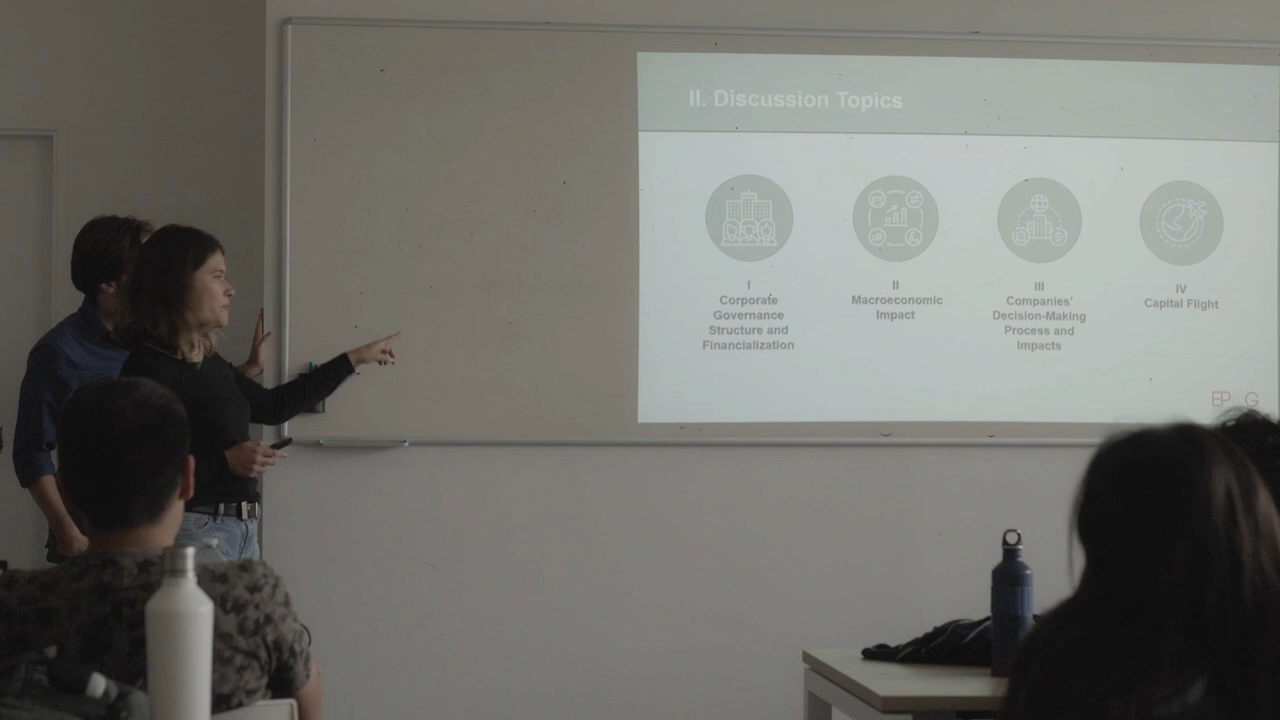 II. Discussion Topics
I
Corporate
Governance
Structure and
Financialization
II
Macroeconomic
Impact
III
Companies'
Decision-Making
Process and
Impacts
IV
Capital Flight